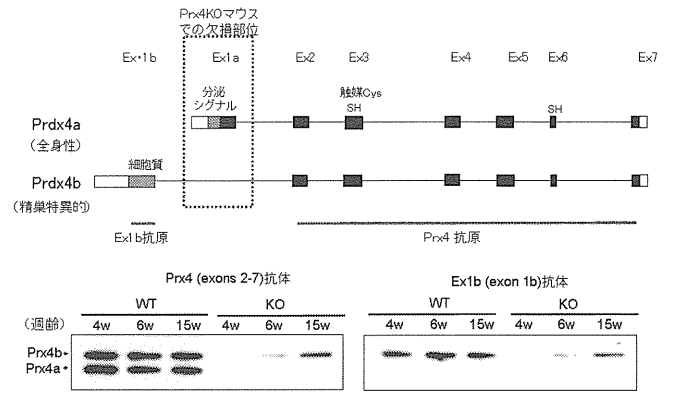 Prx4KOマウス
での欠損部位
Ex・1b Ex1a Ex2 Ex3 Ex4 Ex5 Ex6 Ex7
分泌
シグナル
触媒Cys
SH
SH
Prdx4a
(全身性)
細胞質
Prdx4b
(精巣特異的)
Ex1b抗原
Prx4 抗原
Prx4 (exons 2-7)抗体
Ex1b (exon 1b)抗体
WT KO WT KO
(週齢) 4w 6w 15w 4w 6w 15w 4w 6w 15w 4w 6w 15w
Prx4b
Prx4a